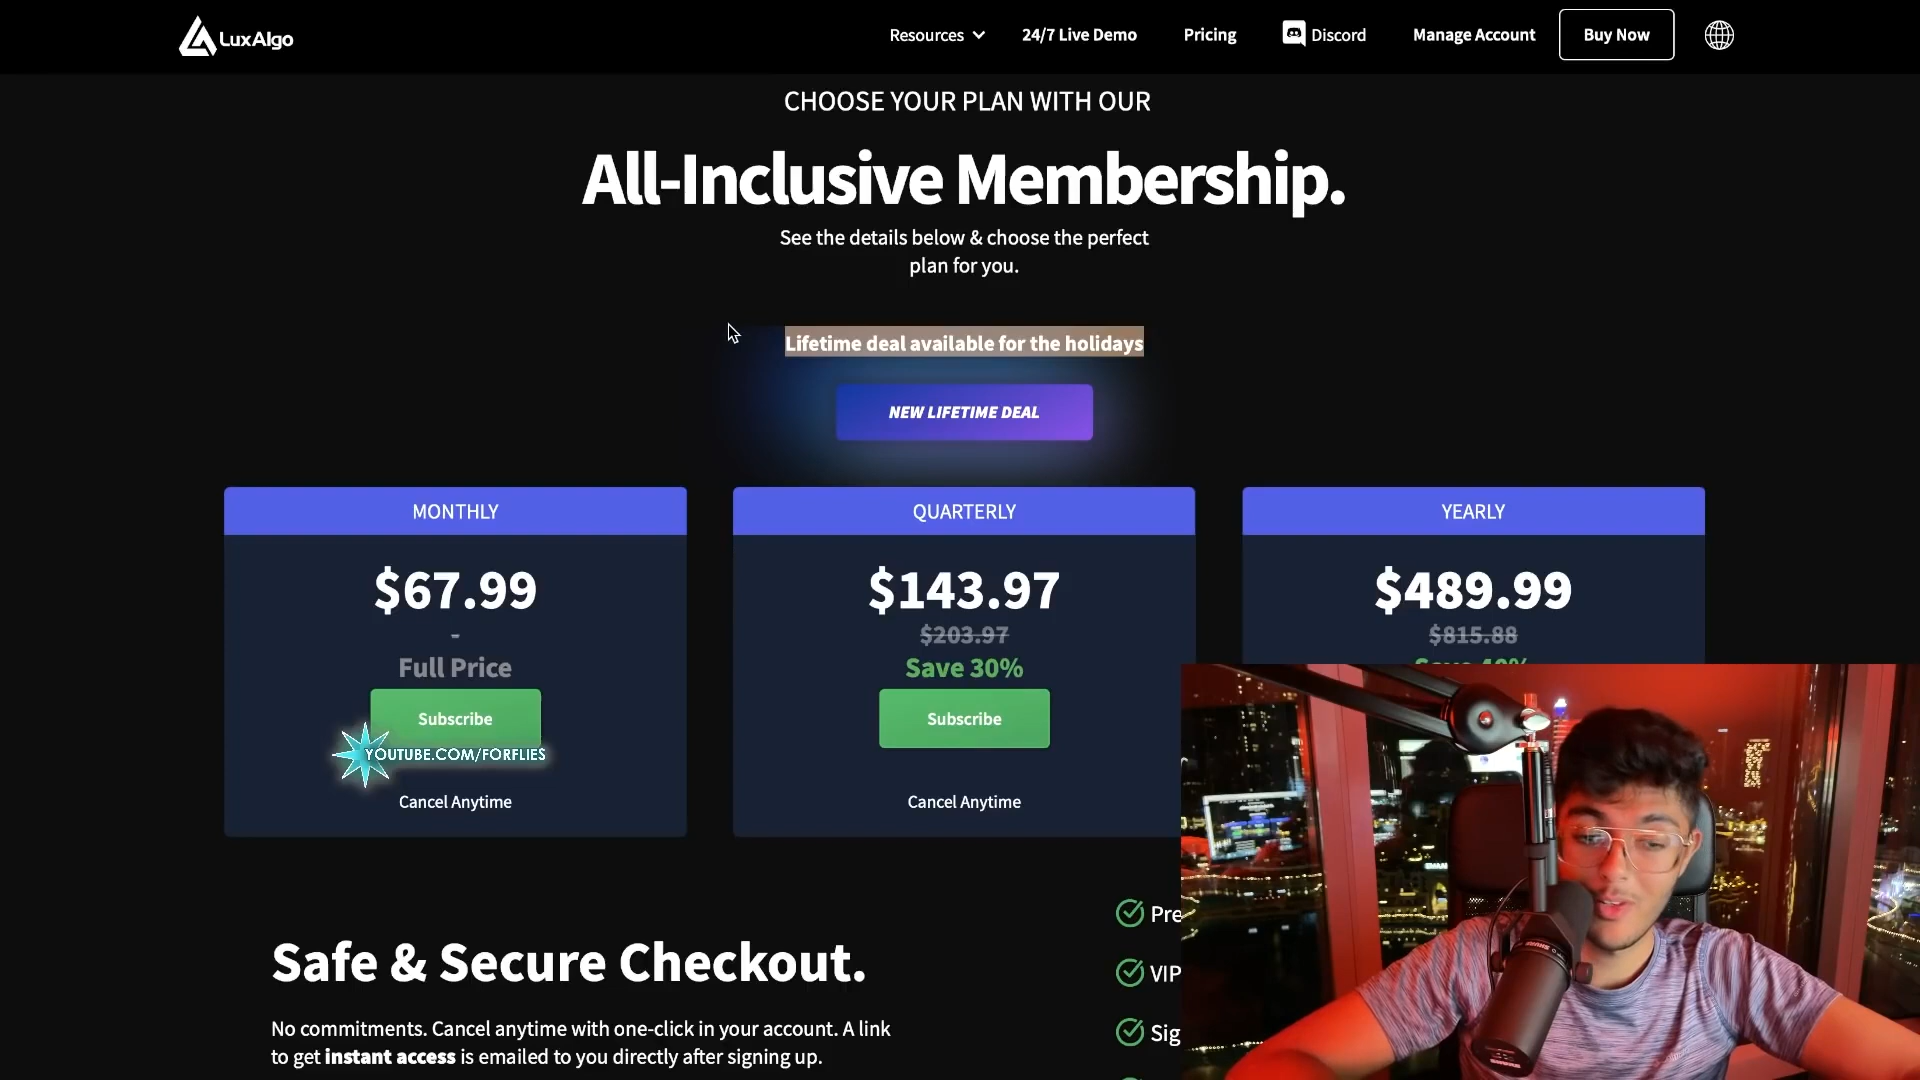 LuxAlgo
Resources
24/7 Live Demo
Pricing
Discord
Manage Account
Buy Now
CHOOSE YOUR PLAN WITH OUR
All-Inclusive Membership.
See the details below & choose the perfect
plan for you.
Lifetime deal available for the holidays
NEW LIFETIME DEAL
MONTHLY
$67.99
-
Full Price
Subscribe
YOUTUBE.COM/FORFLIES
Cancel Anytime
QUARTERLY
$143.97
$203.97
Save 30%
Subscribe
Cancel Anytime
YEARLY
$489.99
$815.88
Save 40%
Safe & Secure Checkout.
No commitments. Cancel anytime with one-click in your account. A link
to get instant access is emailed to you directly after signing up.
Pre
VIP
Sig